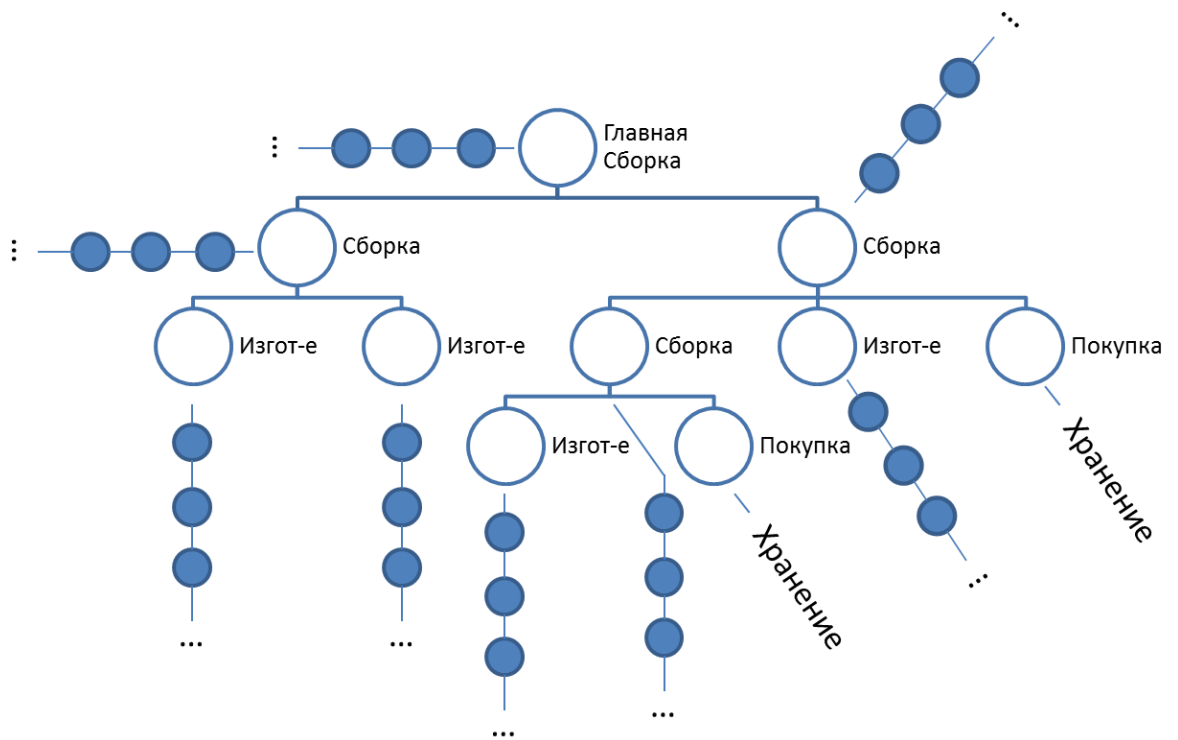 ...
Главная
Сборка
...
Сборка
Сборка
...
Изгот-е
Изгот-е
Сборка
Изгот-е
Покупка
Изгот-е
Покупка
Хранение
Хранение
...
...
...
...
...